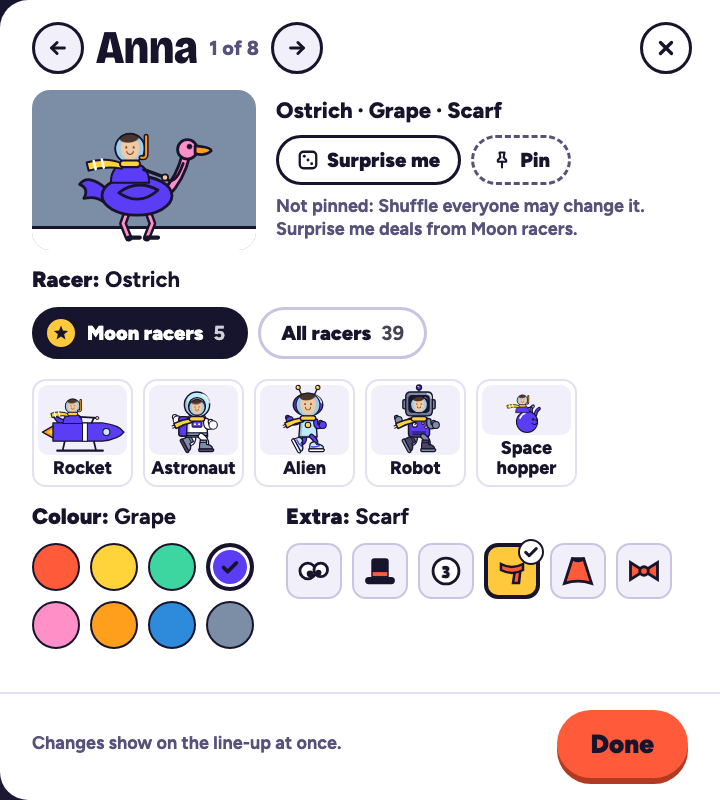 Anna 1 of 8
Ostrich · Grape · Scarf
Surprise me
Pin
Not pinned: Shuffle everyone may change it.
Surprise me deals from Moon racers.
Racer: Ostrich
Moon racers 5
All racers 39
Rocket
Astronaut
Alien
Robot
Space
hopper
Colour: Grape
Extra: Scarf
3
Changes show on the line-up at once.
Done